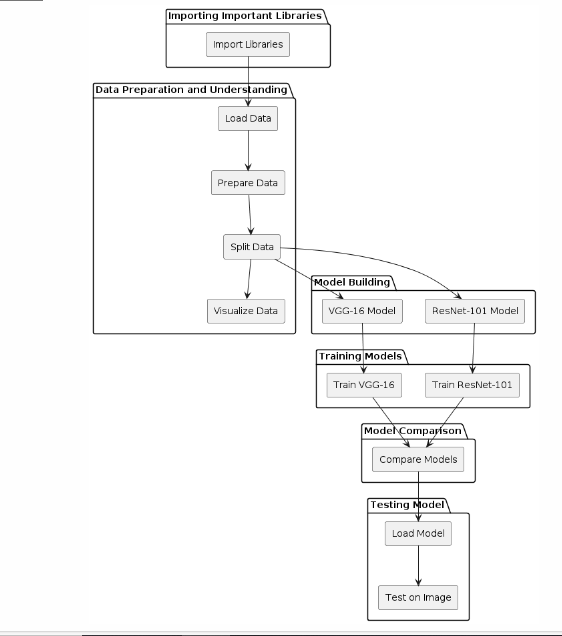 Importing Important Libraries
Import Libraries
Data Preparation and Understanding
Load Data
Prepare Data
Split Data
Visualize Data
Model Building
VGG-16 Model
ResNet-101 Model
Training Models
Train VGG-16
Train ResNet-101
Model Comparison
Compare Models
Testing Model
Load Model
Test on Image